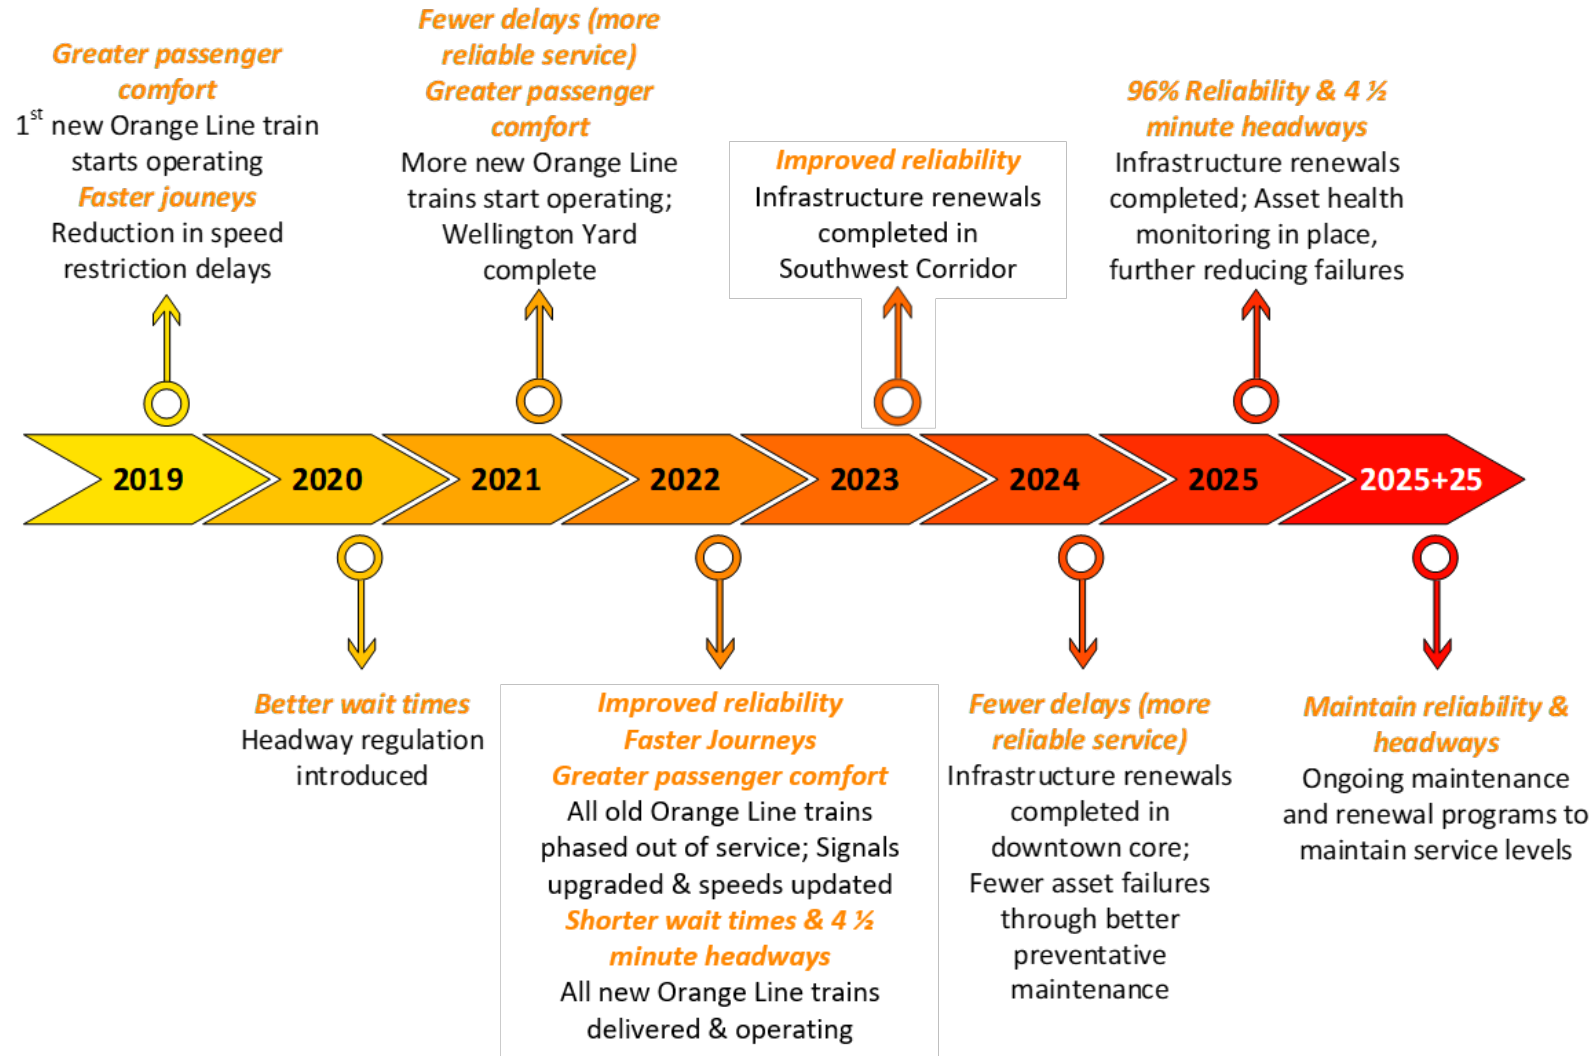 Greater passenger
comfort
1st new Orange Line train
starts operating
Faster jouneys
Reduction in speed
restriction delays
Fewer delays (more
reliable service)
Greater passenger
comfort
More new Orange Line
trains start operating;
Wellington Yard
complete
Improved reliability
Infrastructure renewals
completed in
Southwest Corridor
96% Reliability & 4 ½
minute headways
Infrastructure renewals
completed; Asset health
monitoring in place,
further reducing failures
2019
2020
2021
2022
2023
2024
2025
2025+25
Better wait times
Headway regulation
introduced
Improved reliability
Faster Journeys
Greater passenger comfort
All old Orange Line trains
phased out of service; Signals
upgraded & speeds updated
Shorter wait times & 4 ½
minute headways
All new Orange Line trains
delivered & operating
Fewer delays (more
reliable service)
Infrastructure renewals
completed in
downtown core;
Fewer asset failures
through better
preventative
maintenance
Maintain reliability &
headways
Ongoing maintenance
and renewal programs to
maintain service levels